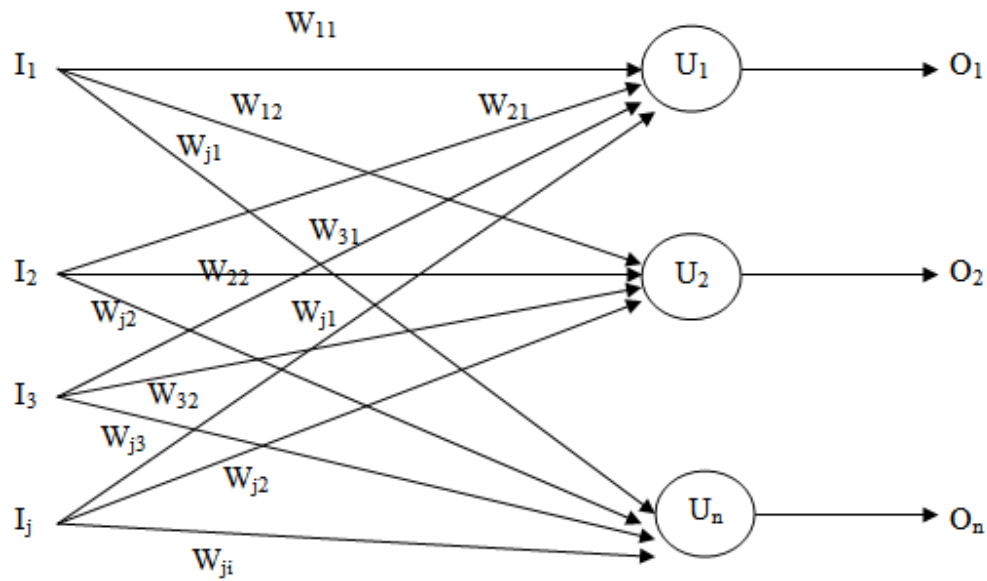 W₁₁
I₁ U₁ O₁
W₁₂ W₂₁
Wⱼ₁
W₃₁
I₂ W₂₂ U₂ O₂
Wⱼ₂ Wⱼ₁
I₃ W₃₂
Wⱼ₃
Wⱼ₂
Iⱼ Uₙ Oₙ
Wⱼᵢ